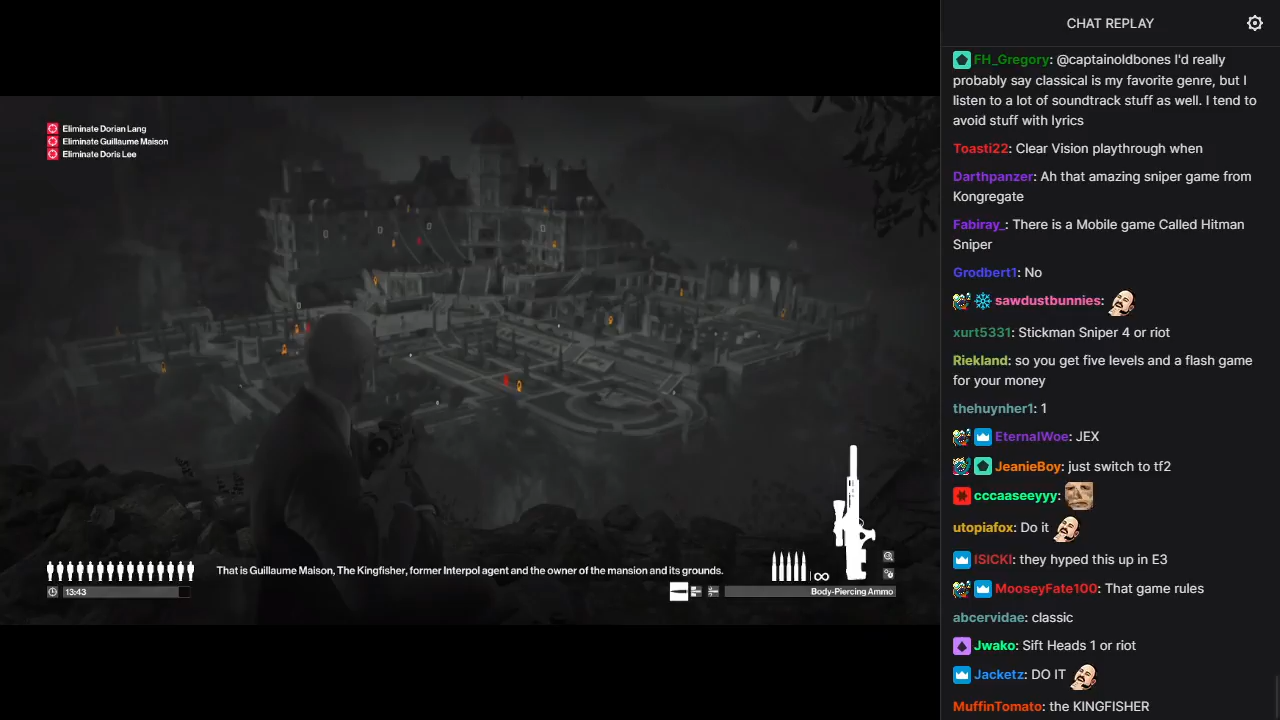 Eliminate Dorian Lang
Eliminate Guillaume Maison
Eliminate Doris Lee
That is Guillaume Maison, The Kingfisher, former Interpol agent and the owner of the mansion and its grounds.
13:43
Body-Piercing Ammo
CHAT REPLAY
FH_Gregory: @captainoldbones I'd really
probably say classical is my favorite genre, but I
listen to a lot of soundtrack stuff as well. I tend to
avoid stuff with lyrics
Toasti22: Clear Vision playthrough when
Darthpanzer: Ah that amazing sniper game from
Kongregate
Fabiray_: There is a Mobile game Called Hitman
Sniper
Grodbert1: No
sawdustbunnies:
xurt5331: Stickman Sniper 4 or riot
Riekland: so you get five levels and a flash game
for your money
thehuynher1: 1
EternalWoe: JEX
JeanieBoy: just switch to tf2
cccaaseeyyy:
utopiafox: Do it
ISICKI: they hyped this up in E3
MooseyFate100: That game rules
abcervidae: classic
Jwako: Sift Heads 1 or riot
Jacketz: DO IT
MuffinTomato: the KINGFISHER